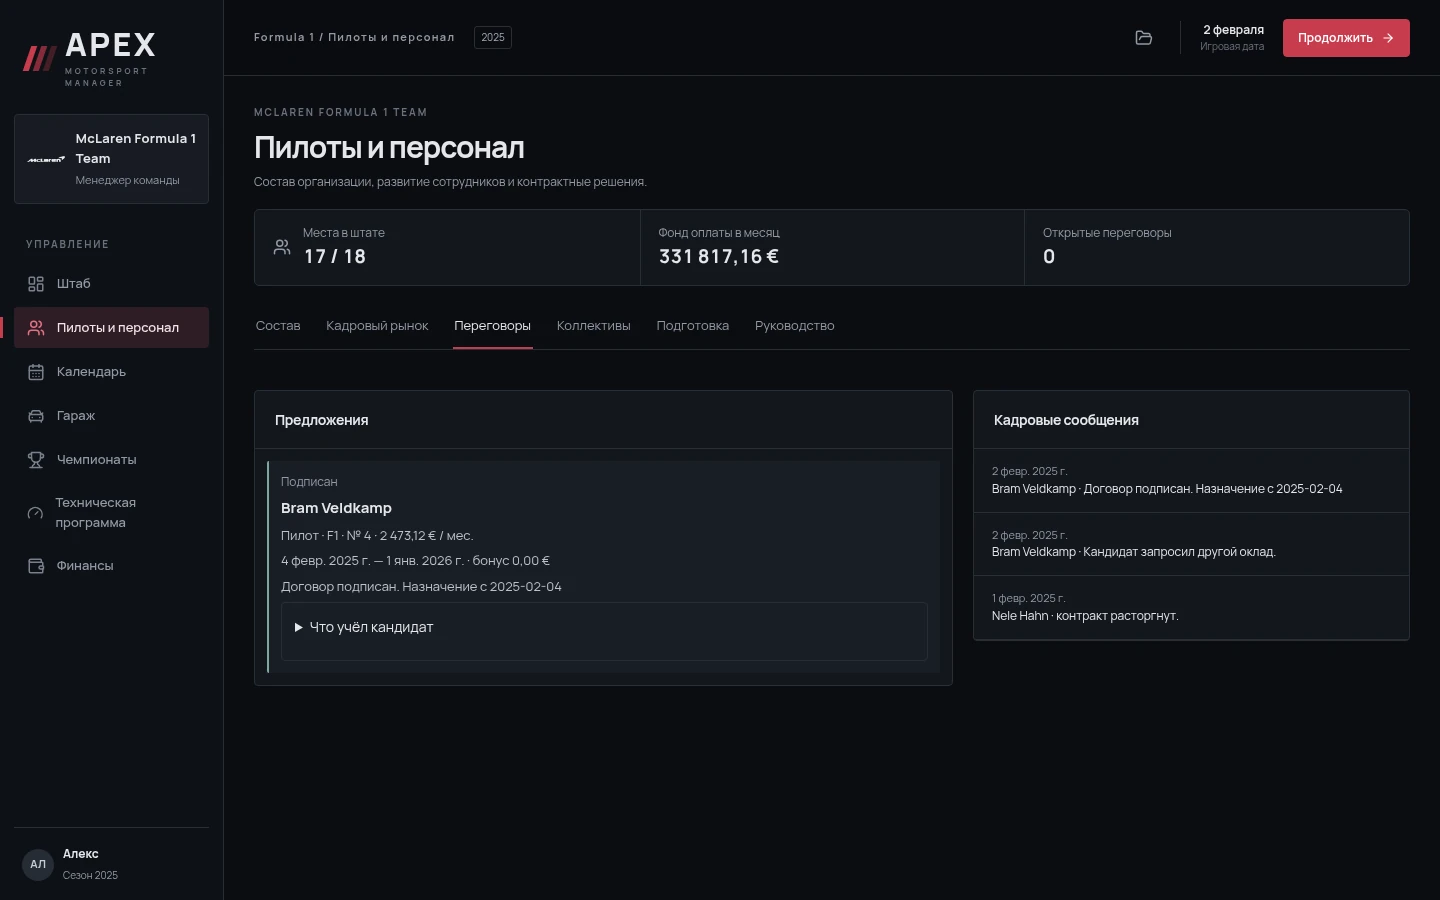 APEX
MOTORSPORT
MANAGER
McLaren
McLaren Formula 1
Team
Менеджер команды
УПРАВЛЕНИЕ
Штаб
Пилоты и персонал
Календарь
Гараж
Чемпионаты
Техническая
программа
Финансы
АЛ
Алекс
Сезон 2025
Formula 1 / Пилоты и персонал
2025
2 февраля
Игровая дата
Продолжить
MCLAREN FORMULA 1 TEAM
Пилоты и персонал
Состав организации, развитие сотрудников и контрактные решения.
Места в штате
17 / 18
Фонд оплаты в месяц
331 817,16 €
Открытые переговоры
0
Состав
Кадровый рынок
Переговоры
Коллективы
Подготовка
Руководство
Предложения
Подписан
Bram Veldkamp
Пилот · F1 · № 4 · 2 473,12 € / мес.
4 февр. 2025 г. — 1 янв. 2026 г. · бонус 0,00 €
Договор подписан. Назначение с 2025-02-04
Что учёл кандидат
Кадровые сообщения
2 февр. 2025 г.
Bram Veldkamp · Договор подписан. Назначение с 2025-02-04
2 февр. 2025 г.
Bram Veldkamp · Кандидат запросил другой оклад.
1 февр. 2025 г.
Nele Hahn · контракт расторгнут.